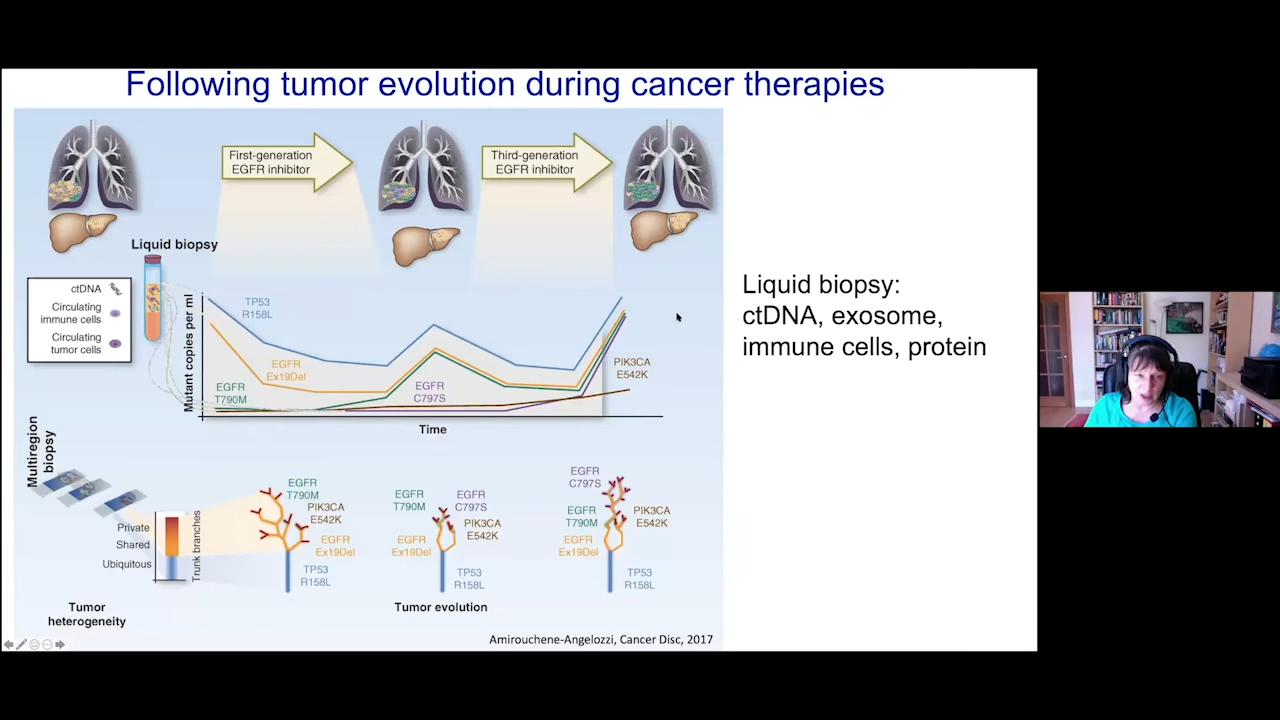 Following tumor evolution during cancer therapies
First-generation
EGFR inhibitor
Third-generation
EGFR inhibitor
Liquid biopsy
ctDNA
Circulating
immune cells
Circulating
tumor cells
Mutant copies per ml
TP53
R158L
EGFR
Ex19Del
EGFR
T790M
EGFR
C797S
PIK3CA
E542K
Time
Liquid biopsy:
ctDNA, exosome,
immune cells, protein
Multiregion
biopsy
Private
Shared
Ubiquitous
Trunk branches
EGFR
T790M
PIK3CA
E542K
EGFR
Ex19Del
TP53
R158L
EGFR
T790M
EGFR
C797S
PIK3CA
E542K
EGFR
Ex19Del
TP53
R158L
EGFR
C797S
EGFR
T790M
PIK3CA
E542K
EGFR
Ex19Del
TP53
R158L
Tumor
heterogeneity
Tumor evolution
Amirouchene-Angelozzi, Cancer Disc, 2017